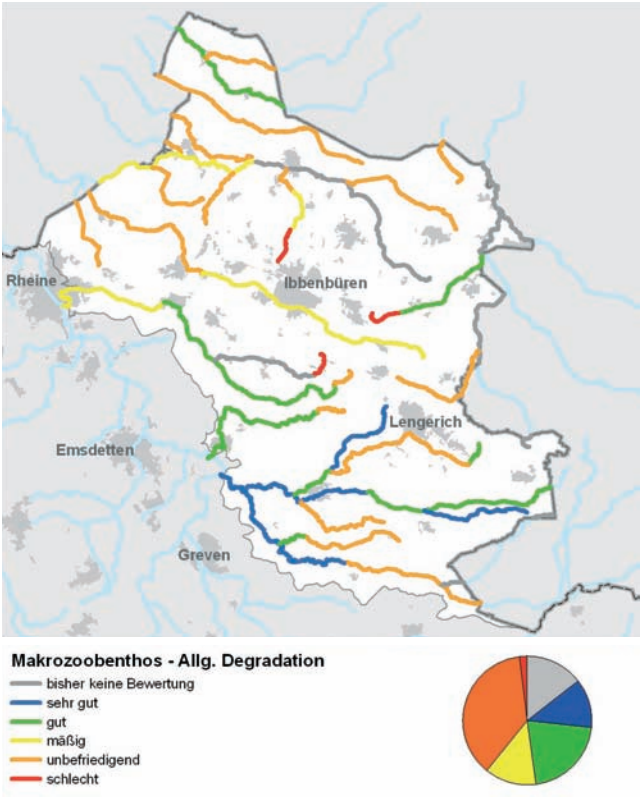 Rheine
Ibbenbüren
Lengerich
Emsdetten
Greven
Makrozoobenthos - Allg. Degradation
bisher keine Bewertung
sehr gut
gut
mäßig
unbefriedigend
schlecht